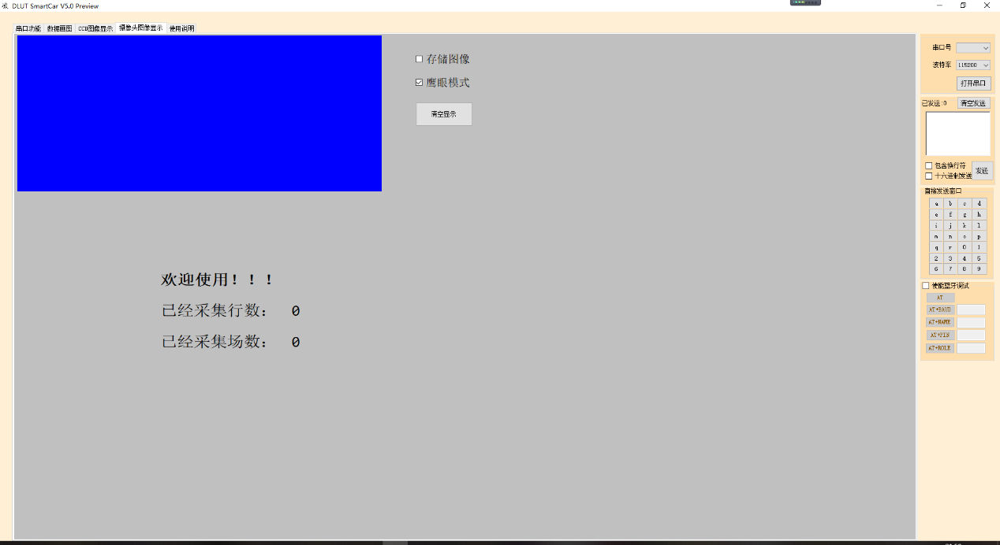 DLUT SmartCar V5.0 Preview
串口功能 数据画图 CCD图像显示 摄像头图像显示 使用说明
存储图像
鹰眼模式
清空显示
欢迎使用！！！
已经采集行数： 0
已经采集场数： 0
串口号
波特率 115200
打开串口
已发送:0 清空发送
包含换行符
十六进制发送
发送
直接发送窗口
a b c d
e f g h
i j k l
m n o p
q r 0 1
2 3 4 5
6 7 8 9
使能蓝牙调试
AT
AT+BAUD
AT+NAME
AT+PIN
AT+ROLE